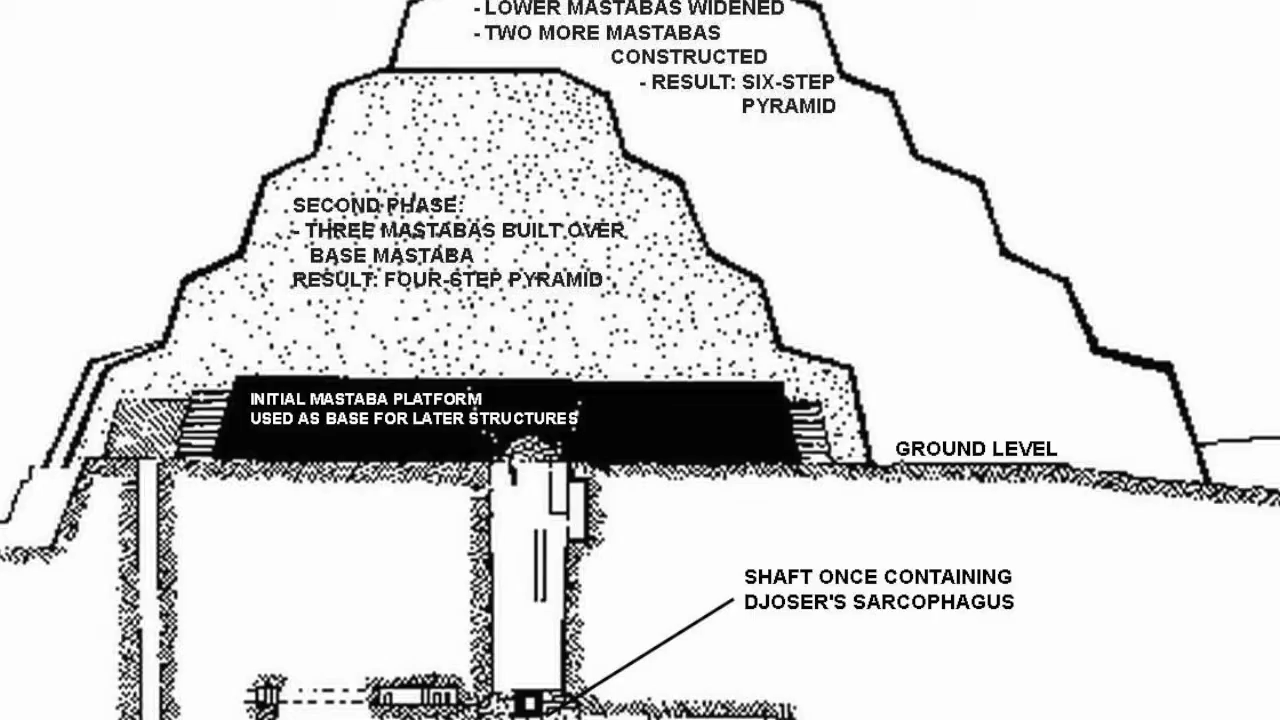 - LOWER MASTABAS WIDENED
- TWO MORE MASTABAS
CONSTRUCTED
- RESULT: SIX-STEP
PYRAMID
SECOND PHASE:
- THREE MASTABAS BUILT OVER
BASE MASTABA
RESULT: FOUR-STEP PYRAMID
INITIAL MASTABA PLATFORM
USED AS BASE FOR LATER STRUCTURES
GROUND LEVEL
SHAFT ONCE CONTAINING
DJOSER'S SARCOPHAGUS